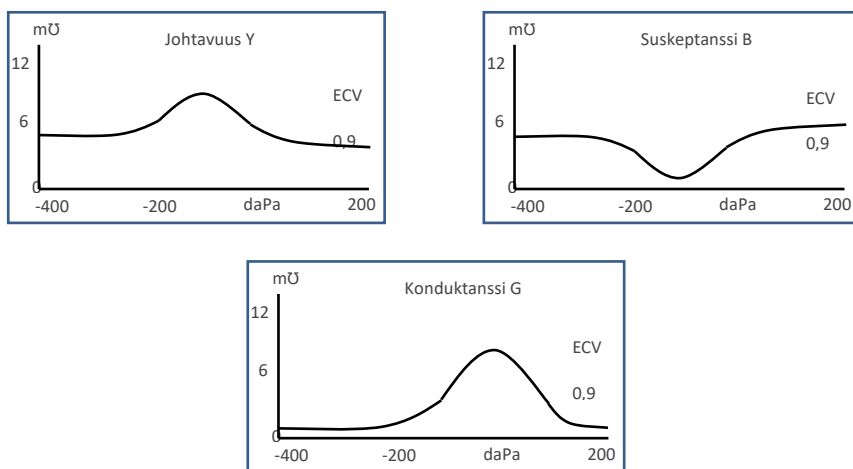 m℧
Johtavuus Y
12
ECV
6
0,9
0
-400 -200 daPa 200
m℧
Suskeptanssi B
12
ECV
6
0,9
0
-400 -200 daPa 200
m℧
Konduktanssi G
12
ECV
6
0,9
0
-400 -200 daPa 200